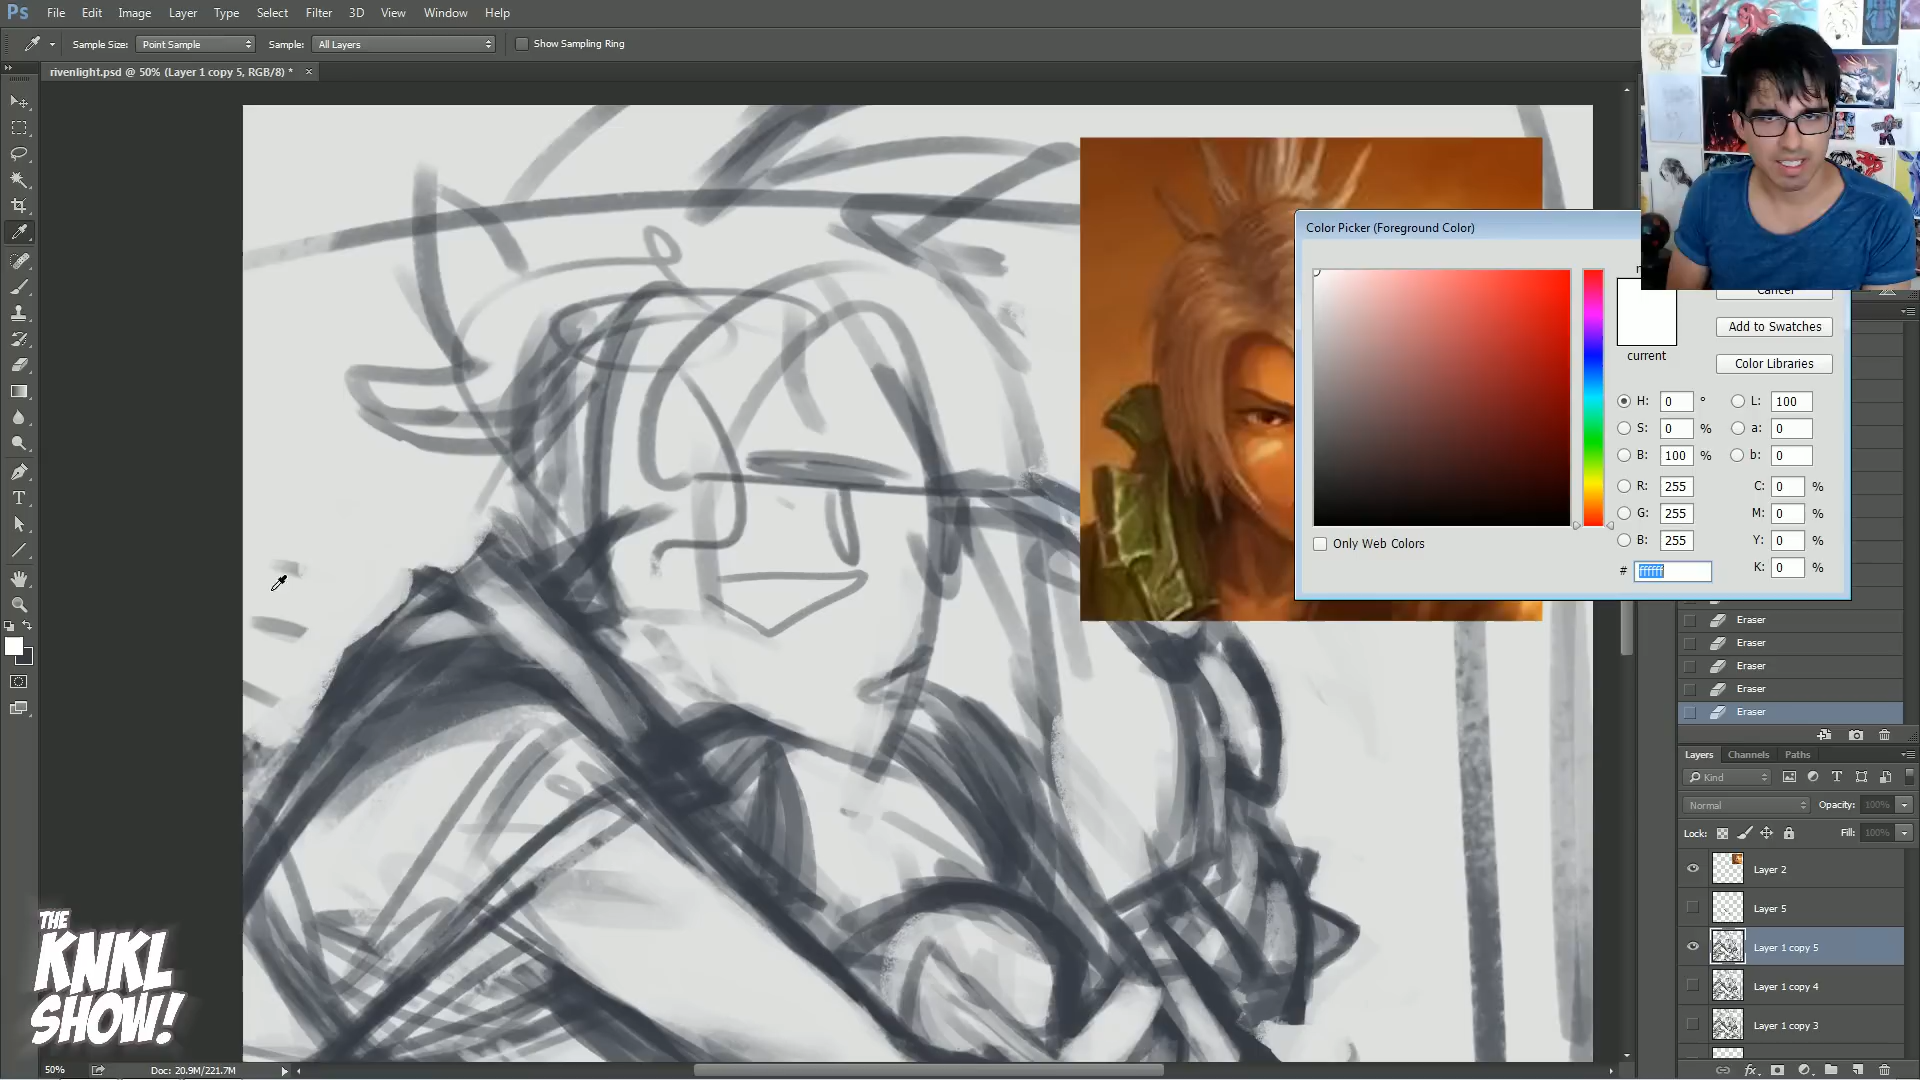 Ps File Edit Image Layer Type Select Filter 3D View Window Help
Sample Size: Point Sample Sample: All Layers Show Sampling Ring
rivenlight.psd @ 50% (Layer 1 copy 5, RGB/8) * ×
Color Picker (Foreground Color)
Cancel
Add to Swatches
current
Color Libraries
H: 0 ° L: 100
S: 0 % a: 0
B: 100 % b: 0
R: 255 C: 0 %
G: 255 M: 0 %
Only Web Colors B: 255 Y: 0 %
# ffffff K: 0 %
Eraser
Eraser
Eraser
Eraser
Eraser
Layers Channels Paths
Kind
Normal Opacity: 100%
Lock: Fill: 100%
Layer 2
Layer 5
Layer 1 copy 5
Layer 1 copy 4
Layer 1 copy 3
THE
KNKL
SHOW!
50% Doc: 20.9M/221.7M